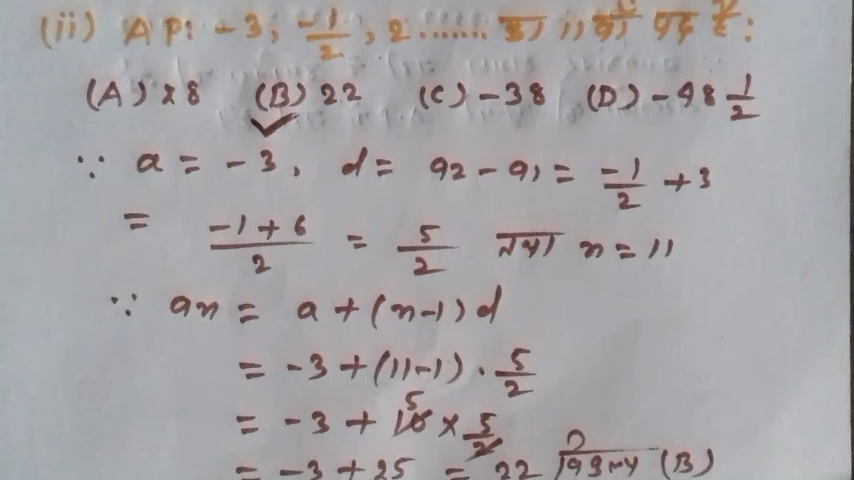 (ii) A P: -3, -1/2, 2 ....... का 11वाँ पद है:
(A) 28 (B) 22 (C) -38 (D) -48 1/2
∵ a = -3, d = a2 - a1 = -1/2 + 3
= -1+6/2 = 5/2 तथा n = 11
∵ an = a + (n-1) d
= -3 + (11-1) . 5/2
= -3 + 10 5 × 5/2
= -3 + 25 = 22 (B)